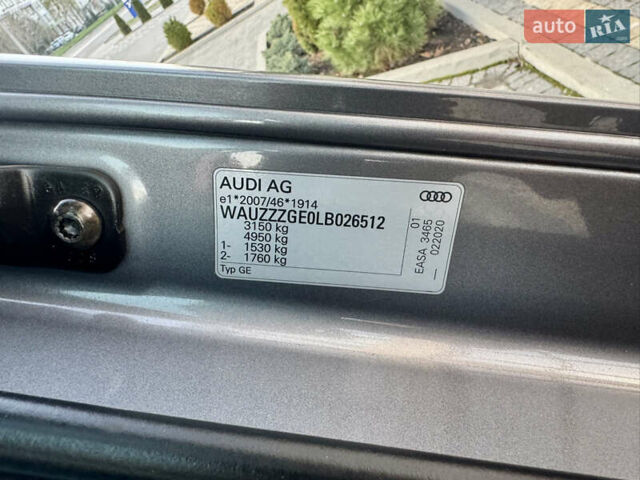 auto RIA
AUDI AG
e1*2007/46*1914
WAUZZZGE0LB026512
3150 kg
4950 kg
1- 1530 kg
2- 1760 kg
Typ GE
01
EASA 3465
— 022020